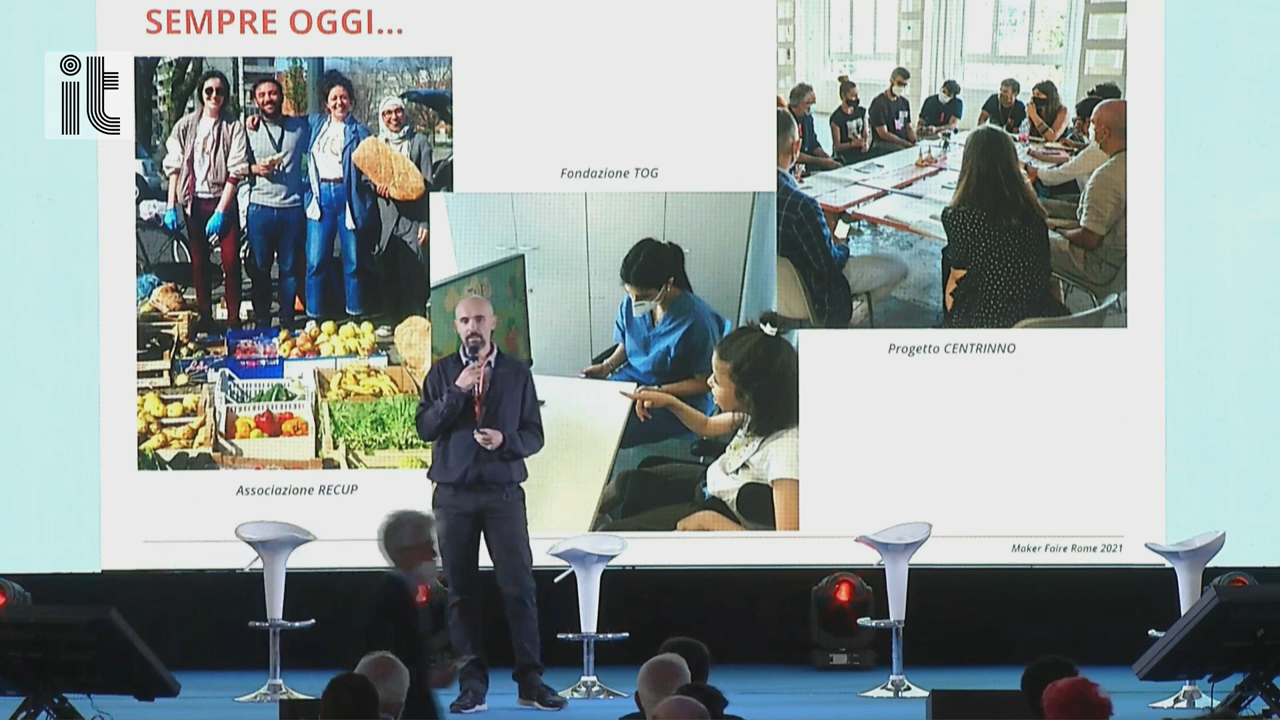 SEMPRE OGGI...
it
Fondazione TOG
Progetto CENTRINNO
Associazione RECUP
Maker Faire Rome 2021